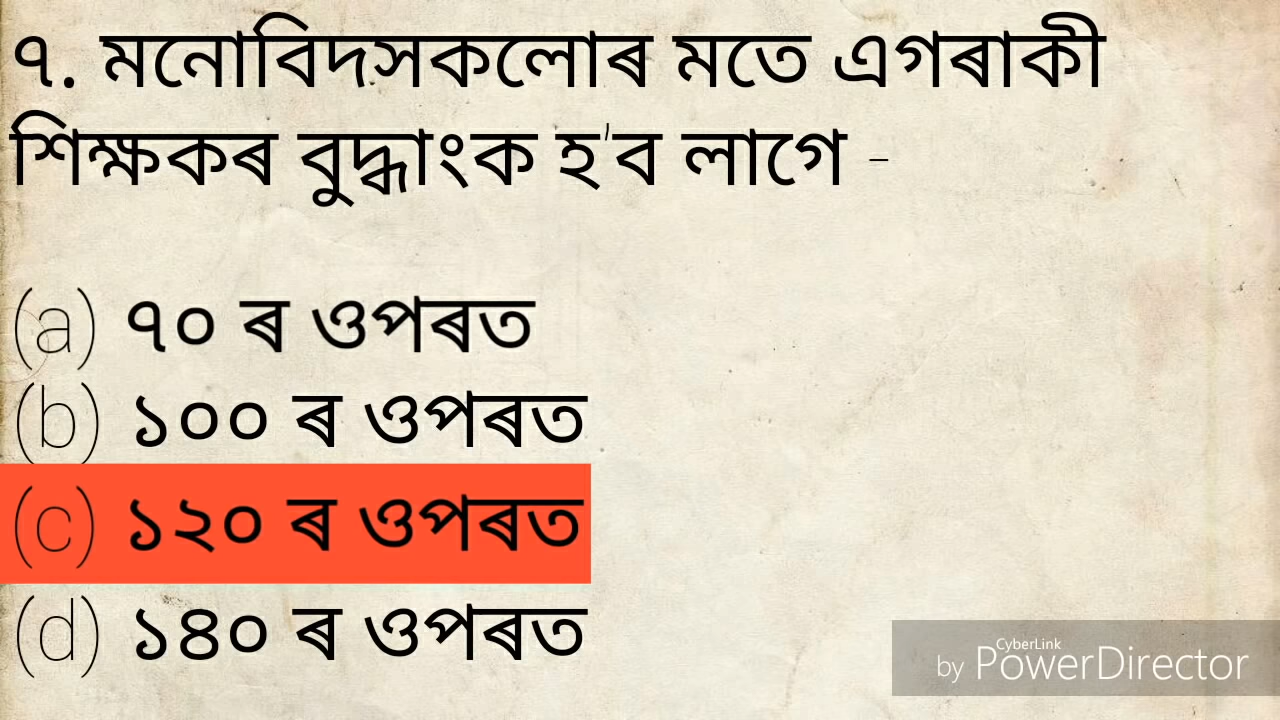 ৭. মনোবিদসকলোৰ মতে এগৰাকী
শিক্ষকৰ বুদ্ধাংক হ'ব লাগে -
(a) ৭০ ৰ ওপৰত
(b) ১০০ ৰ ওপৰত
(c) ১২০ ৰ ওপৰত
(d) ১৪০ ৰ ওপৰত
by CyberLink PowerDirector